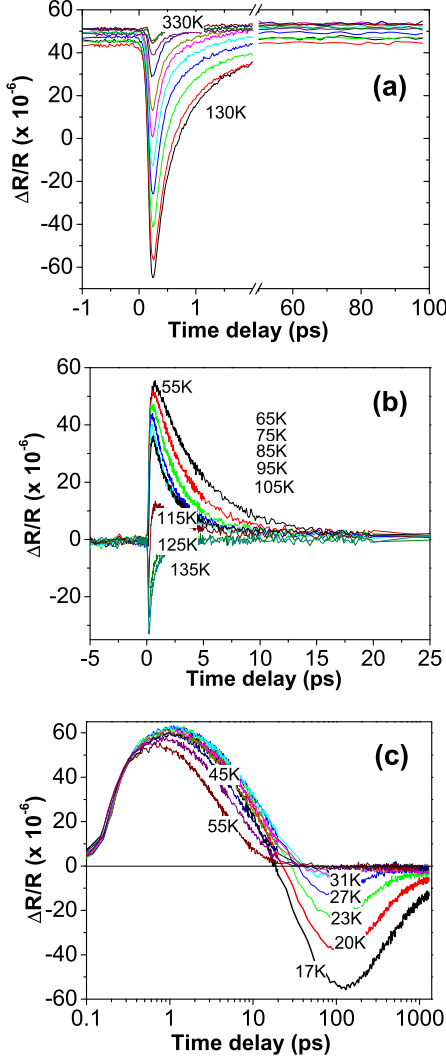 60
330K
40
(a)
20
130K
0
-20
-40
-60
ΔR/R (x 10⁻⁶)
-1 0 1 60 80 100
Time delay (ps)
60
55K
(b)
40
65K
75K
85K
95K
105K
20
115K
125K
0
135K
-20
ΔR/R (x 10⁻⁶)
-5 0 5 10 15 20 25
Time delay (ps)
60
(c)
45K
40
20
55K
0
31K
27K
-20
23K
20K
-40
17K
-60
ΔR/R (x 10⁻⁶)
0.1 1 10 100 1000
Time delay (ps)